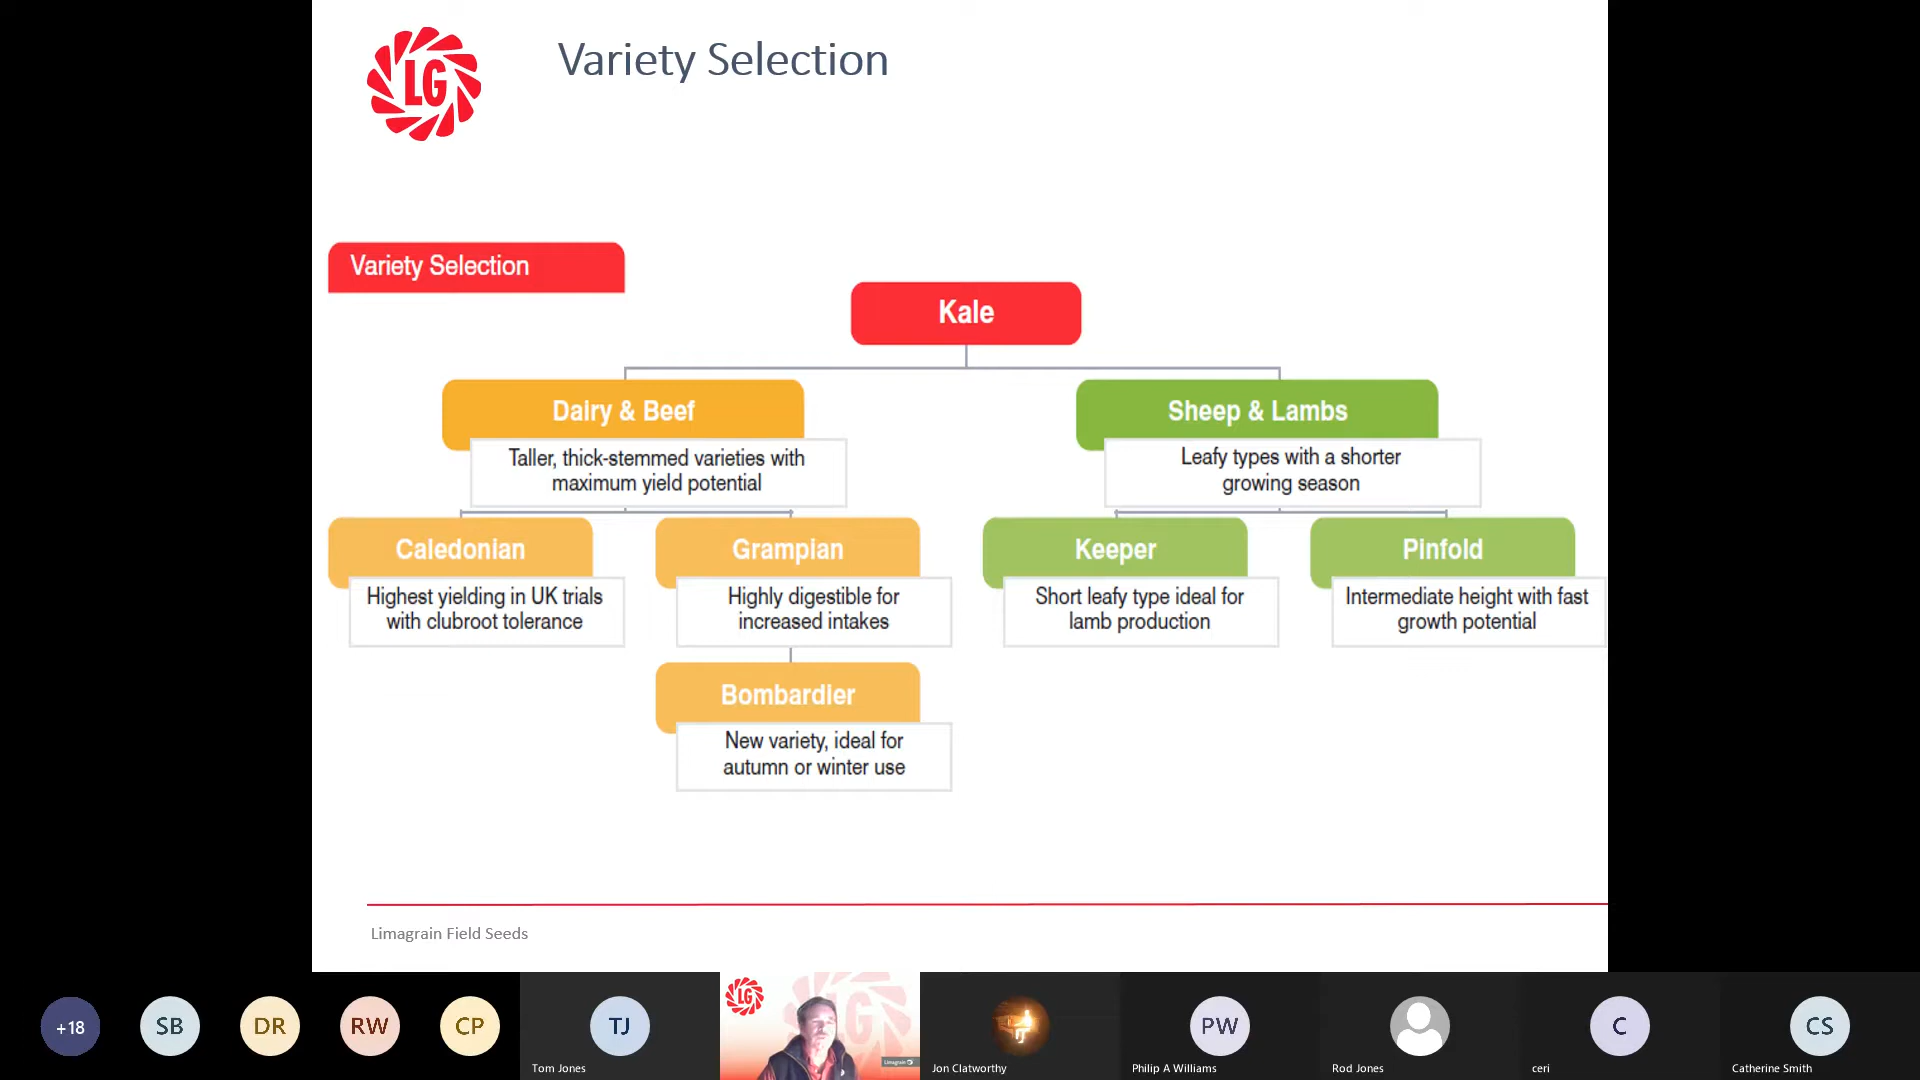 LG
Variety Selection
Variety Selection
Kale
Dairy & Beef
Taller, thick-stemmed varieties with
maximum yield potential
Sheep & Lambs
Leafy types with a shorter
growing season
Caledonian
Highest yielding in UK trials
with clubroot tolerance
Grampian
Highly digestible for
increased intakes
Keeper
Short leafy type ideal for
lamb production
Pinfold
Intermediate height with fast
growth potential
Bombardier
New variety, ideal for
autumn or winter use
Limagrain Field Seeds
+18
SB
DR
RW
CP
TJ
Tom Jones
LG
LG
Limagrain
Jon Clatworthy
PW
Philip A Williams
Rod Jones
C
ceri
CS
Catherine Smith